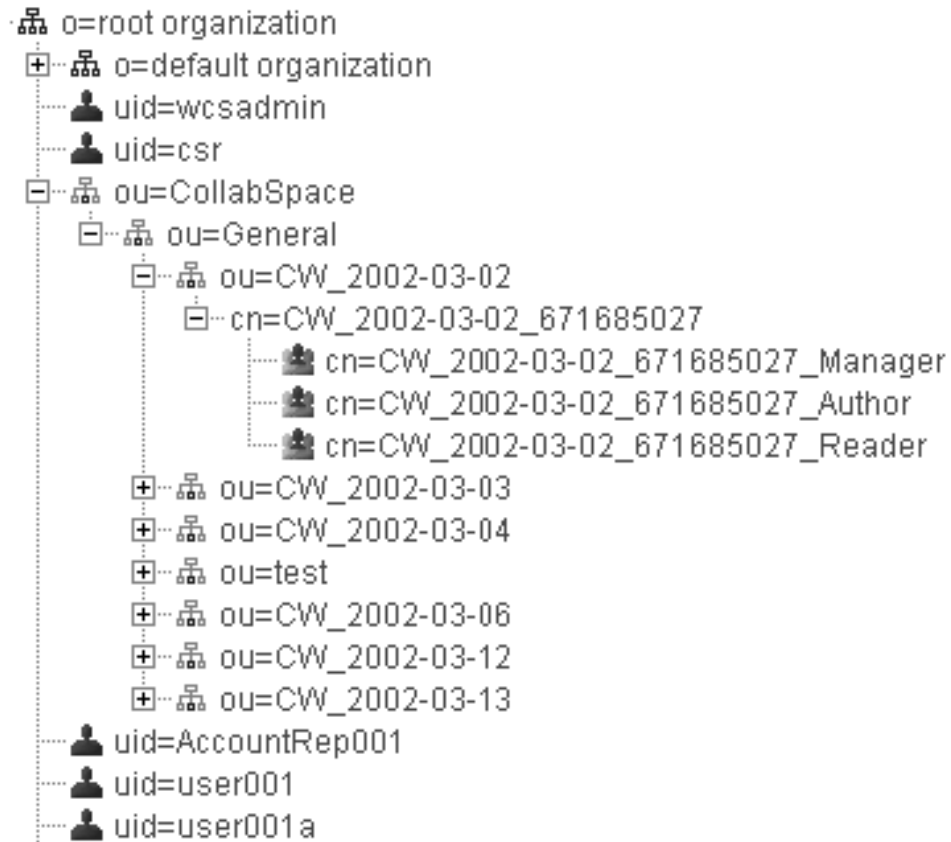 o=root organization
o=default organization
uid=wcsadmin
uid=csr
ou=CollabSpace
ou=General
ou=CW_2002-03-02
cn=CW_2002-03-02_671685027
cn=CW_2002-03-02_671685027_Manager
cn=CW_2002-03-02_671685027_Author
cn=CW_2002-03-02_671685027_Reader
ou=CW_2002-03-03
ou=CW_2002-03-04
ou=test
ou=CW_2002-03-06
ou=CW_2002-03-12
ou=CW_2002-03-13
uid=AccountRep001
uid=user001
uid=user001a